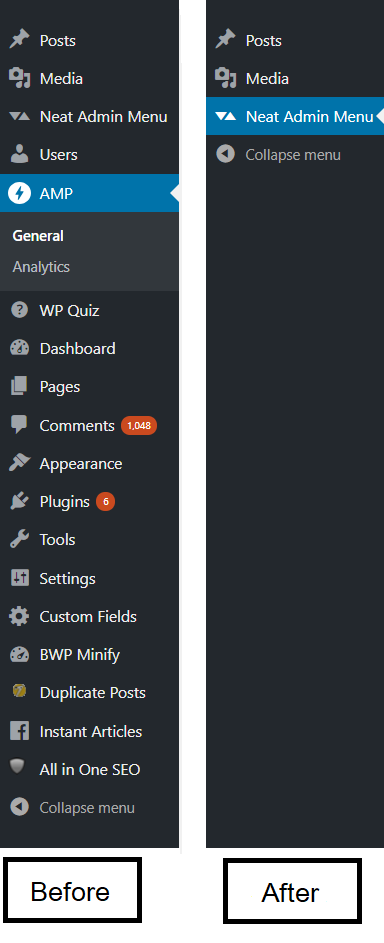 Posts
Media
Neat Admin Menu
Users
AMP
General
Analytics
WP Quiz
Dashboard
Pages
Comments 1,048
Appearance
Plugins 6
Tools
Settings
Custom Fields
BWP Minify
Duplicate Posts
Instant Articles
All in One SEO
Collapse menu
Before
Posts
Media
Neat Admin Menu
Collapse menu
After